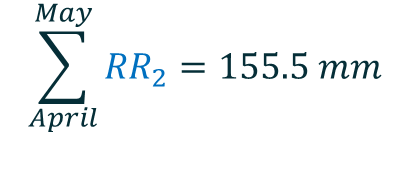 May
∑ RR₂ = 155.5 mm
April